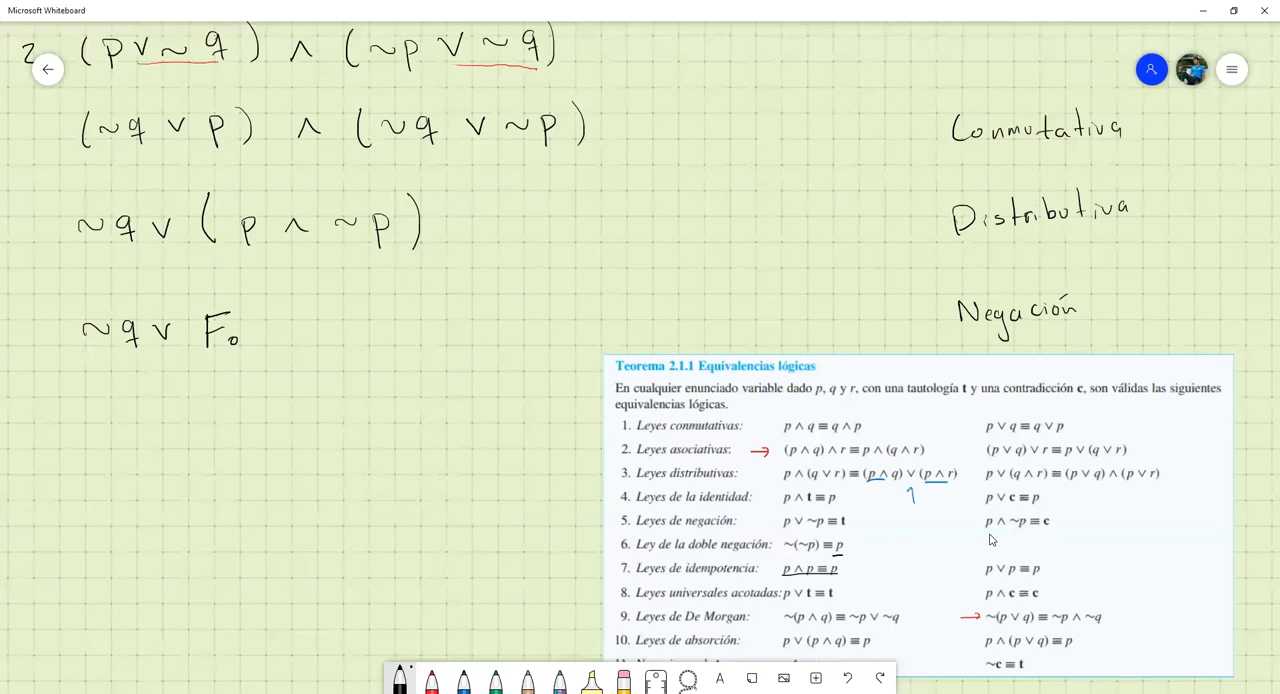 Microsoft Whiteboard
2 (p ∨ ~ q) ∧ (~p ∨ ~ q)
(~q ∨ p) ∧ (~q ∨ ~p) Conmutativa
~q ∨ (p ∧ ~p) Distributiva
~q ∨ F₀ Negación
Teorema 2.1.1 Equivalencias lógicas
En cualquier enunciado variable dado p, q y r, con una tautología t y una contradicción c, son válidas las siguientes
equivalencias lógicas.
1. Leyes conmutativas: p ∧ q ≡ q ∧ p p ∨ q ≡ q ∨ p
2. Leyes asociativas: → (p ∧ q) ∧ r ≡ p ∧ (q ∧ r) (p ∨ q) ∨ r ≡ p ∨ (q ∨ r)
3. Leyes distributivas: p ∧ (q ∨ r) ≡ (p ∧ q) ∨ (p ∧ r) p ∨ (q ∧ r) ≡ (p ∨ q) ∧ (p ∨ r)
4. Leyes de la identidad: p ∧ t ≡ p p ∨ c ≡ p
5. Leyes de negación: p ∨ ~p ≡ t p ∧ ~p ≡ c
6. Ley de la doble negación: ~(~p) ≡ p
7. Leyes de idempotencia: p ∧ p ≡ p p ∨ p ≡ p
8. Leyes universales acotadas: p ∨ t ≡ t p ∧ c ≡ c
9. Leyes de De Morgan: ~(p ∧ q) ≡ ~p ∨ ~q → ~(p ∨ q) ≡ ~p ∧ ~q
10. Leyes de absorción: p ∨ (p ∧ q) ≡ p p ∧ (p ∨ q) ≡ p
~c ≡ t